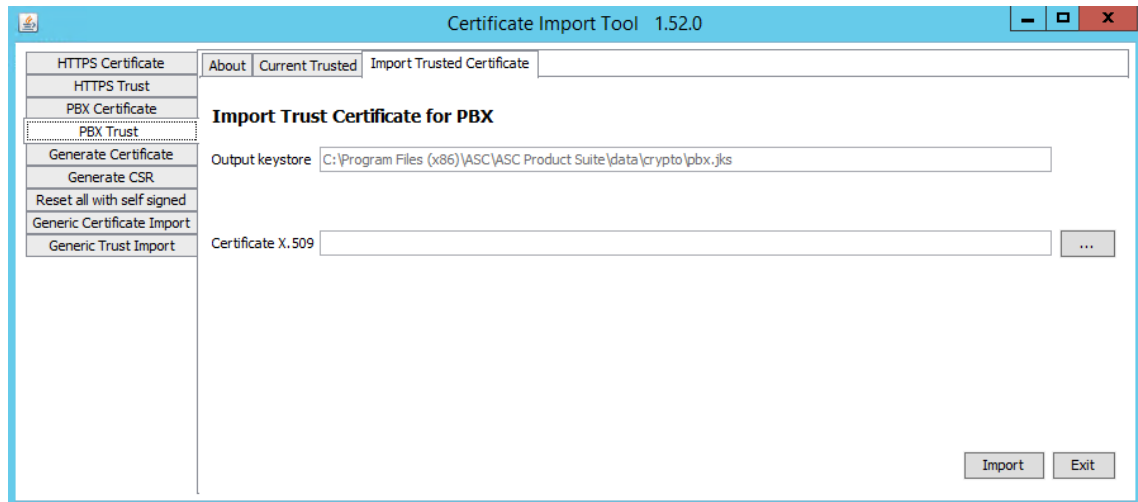 Certificate Import Tool 1.52.0
HTTPS Certificate
HTTPS Trust
PBX Certificate
PBX Trust
Generate Certificate
Generate CSR
Reset all with self signed
Generic Certificate Import
Generic Trust Import
About Current Trusted Import Trusted Certificate
Import Trust Certificate for PBX
Output keystore C:\Program Files (x86)\ASC\ASC Product Suite\data\crypto\pbx.jks
Certificate X.509 ...
Import Exit